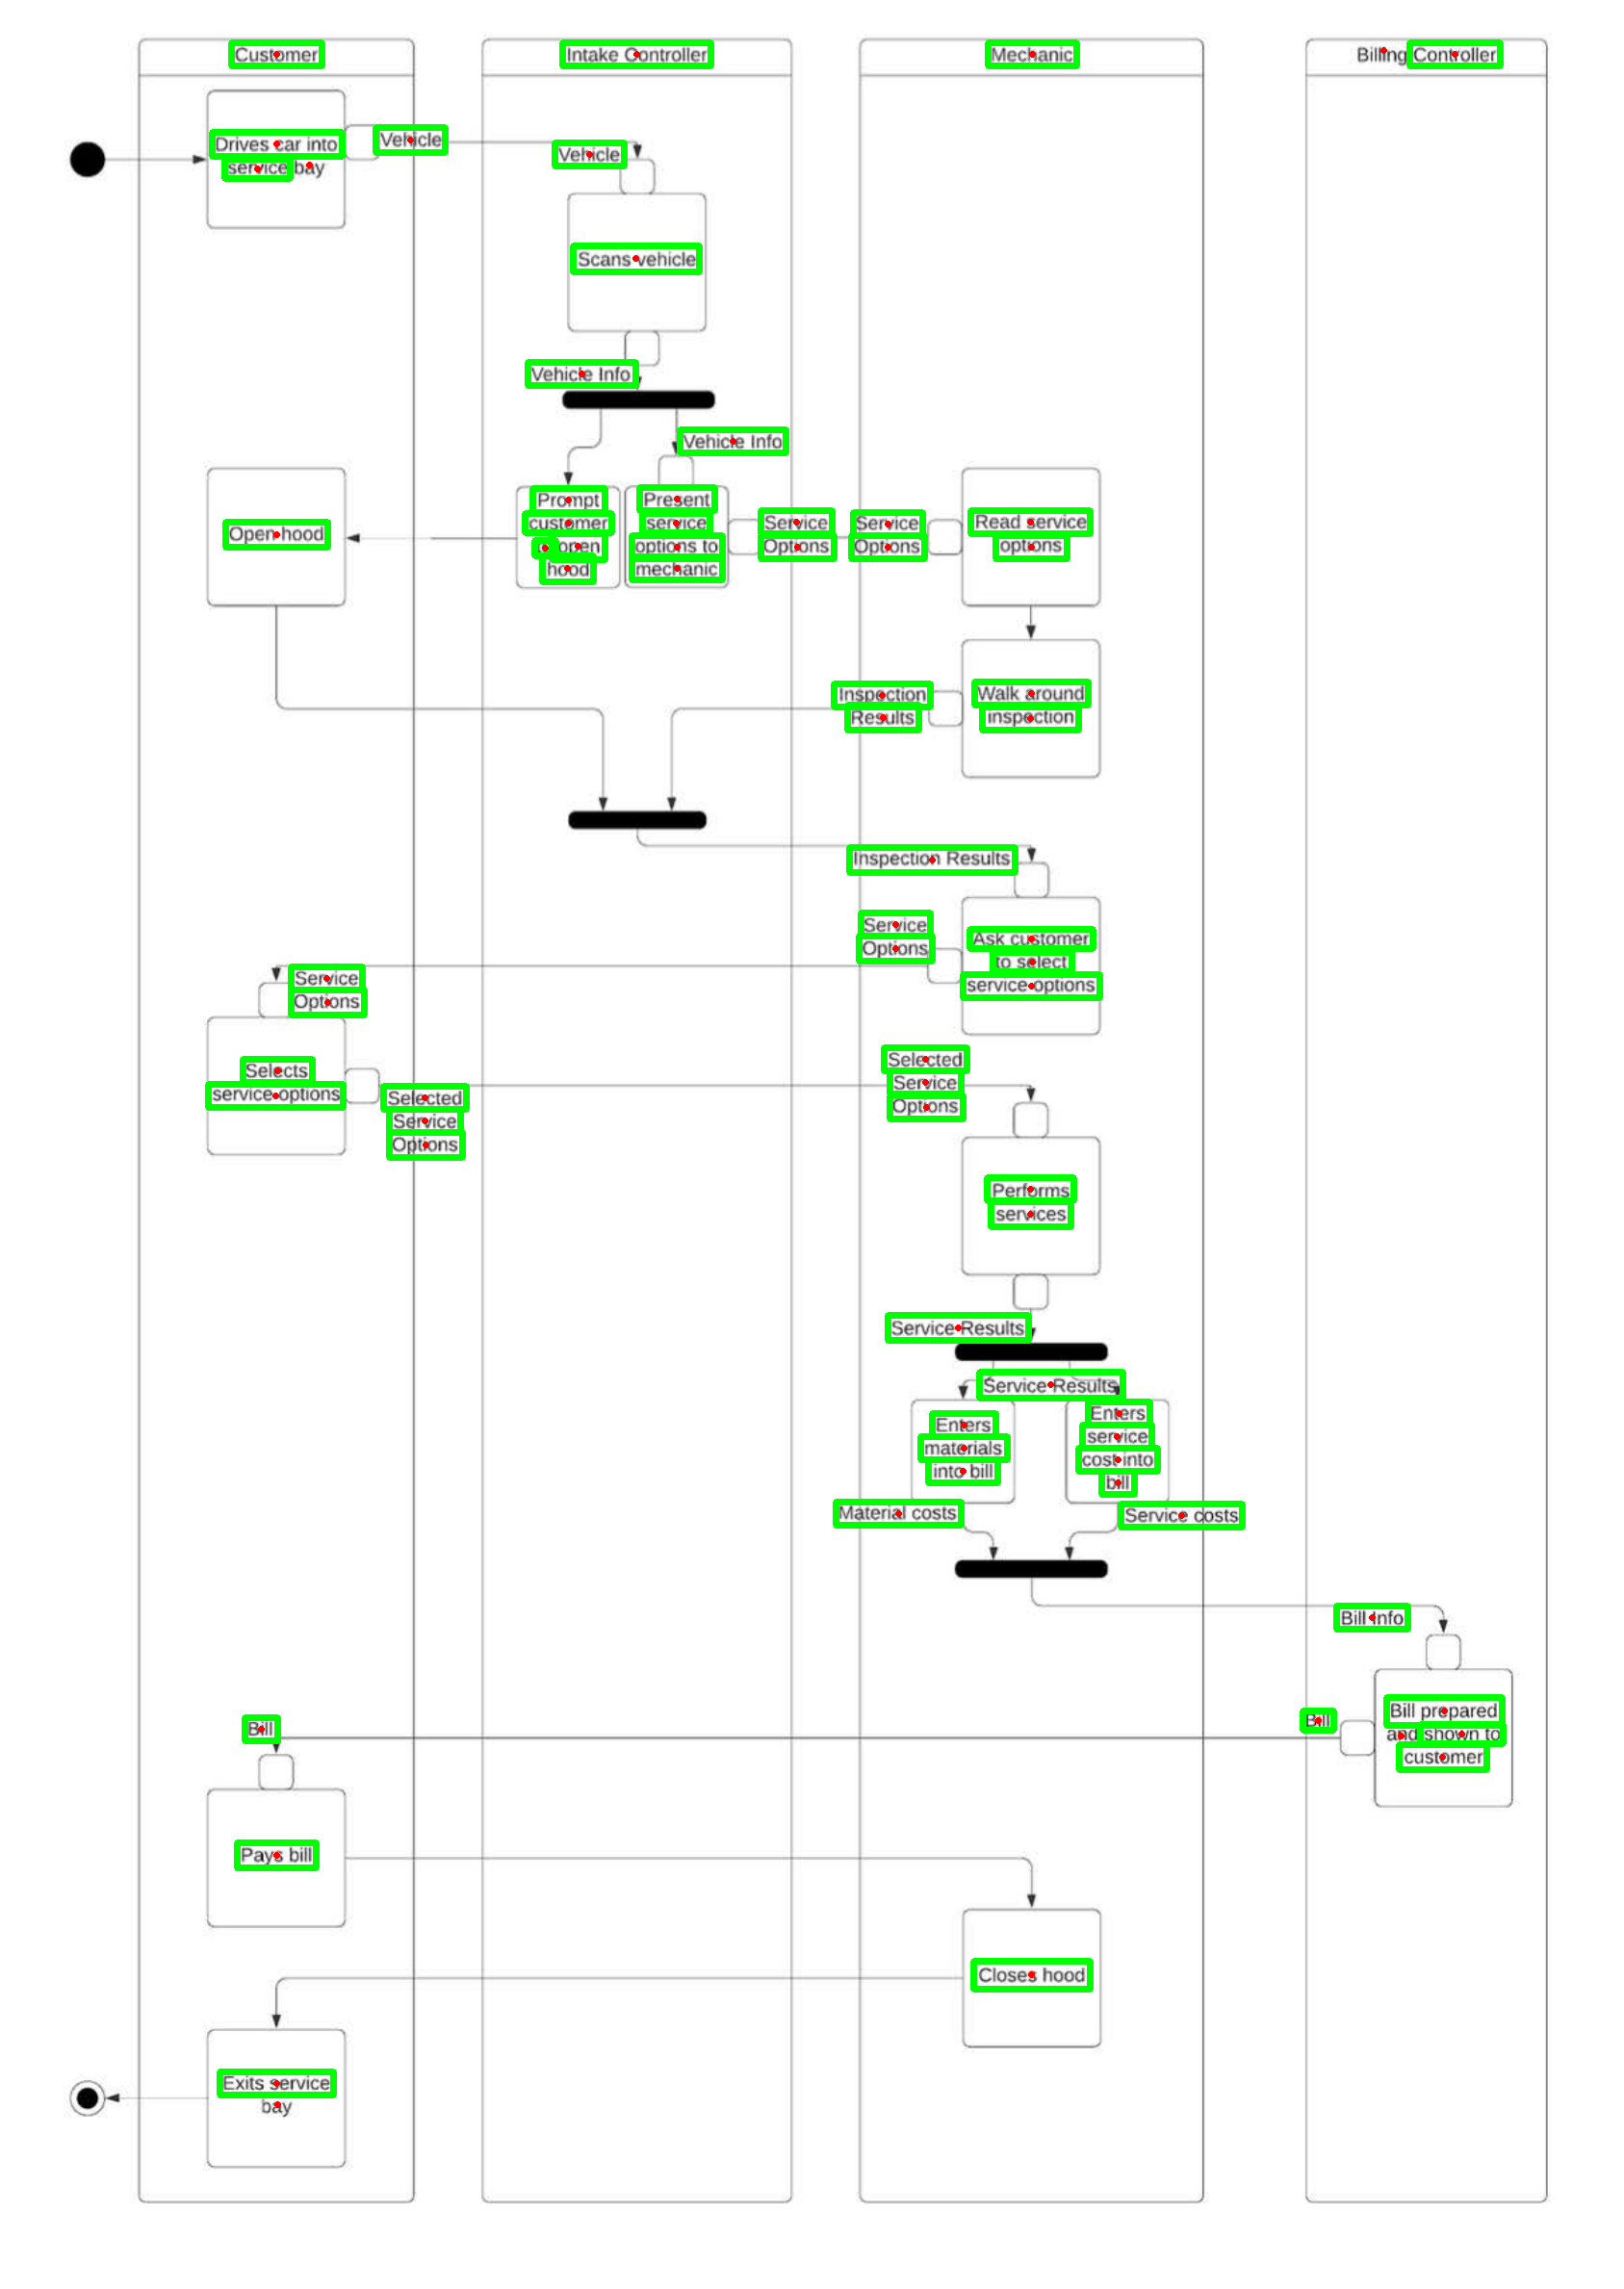 Customer
Intake Controller
Mechanic
Billing Controller
Drives car into
service bay
Vehicle
Vehicle
Scans vehicle
Vehicle Info
Vehicle Info
Open hood
Prompt
customer
open
hood
Present
service
options to
mechanic
Service
Options
Service
Options
Read service
options
Inspection
Results
Walk around
inspection
Inspection Results
Service
Options
Ask customer
to select
service options
Service
Options
Selects
service options
Selected
Service
Options
Selected
Service
Options
Performs
services
Service Results
Service Results
Enters
materials
into bill
Enters
service
cost into
bill
Material costs
Service costs
Bill Info
Bill
Bill
Bill prepared
and shown to
customer
Pays bill
Closes hood
Exits service
bay